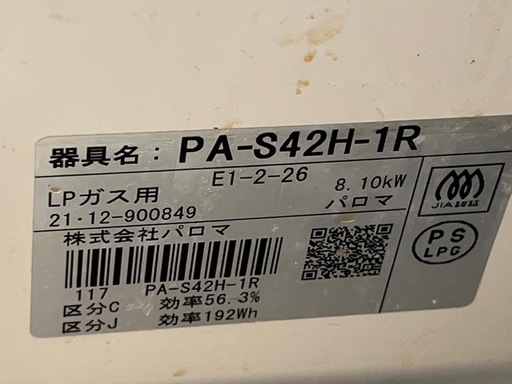 器具名：PA-S42H-1R
E1-2-26
LPガス用 8.10kW
21·12-900849 パロマ
株式会社パロマ
117 PA-S42H-1R
区分C 効率56.3%
区分J 効率192Wh
JIA認証
PS
LPG